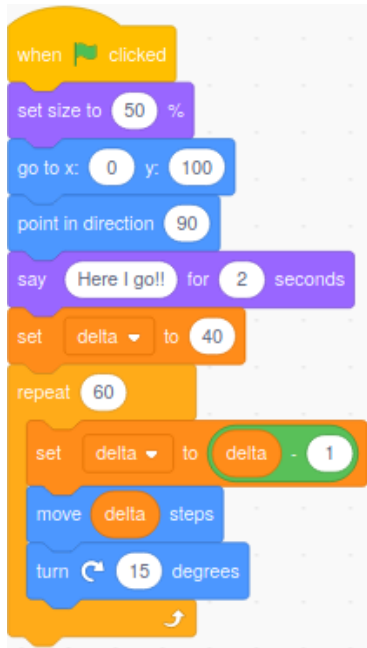 when clicked
set size to 50 %
go to x: 0 y: 100
point in direction 90
say Here I go!! for 2 seconds
set delta to 40
repeat 60
set delta to delta - 1
move delta steps
turn 15 degrees